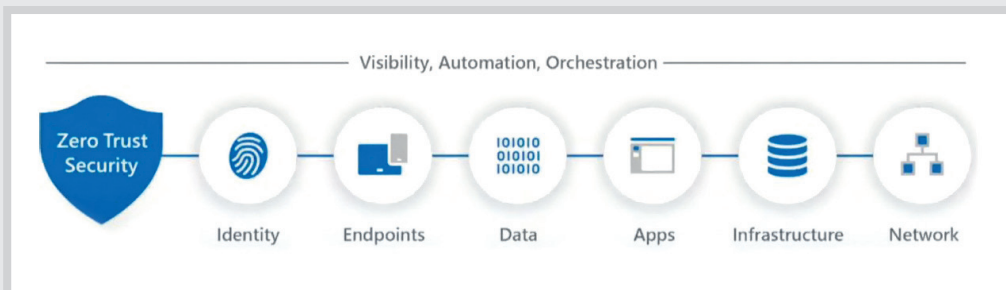 Visibility, Automation, Orchestration
Zero Trust
Security
101010
010101
101010
Identity
Endpoints
Data
Apps
Infrastructure
Network